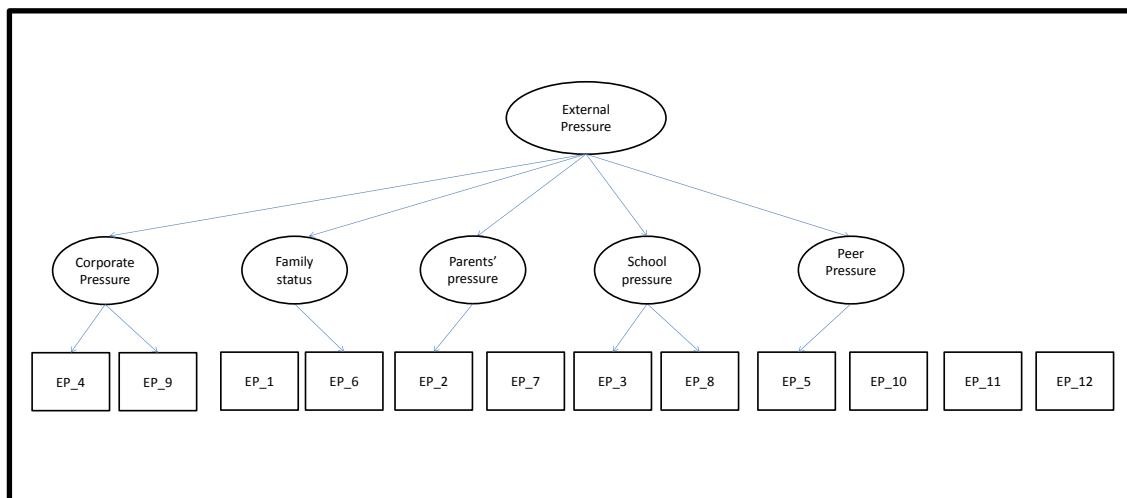 External
Pressure
Corporate
Pressure
Family
status
Parents’
pressure
School
pressure
Peer
Pressure
EP_4
EP_9
EP_1
EP_6
EP_2
EP_7
EP_3
EP_8
EP_5
EP_10
EP_11
EP_12